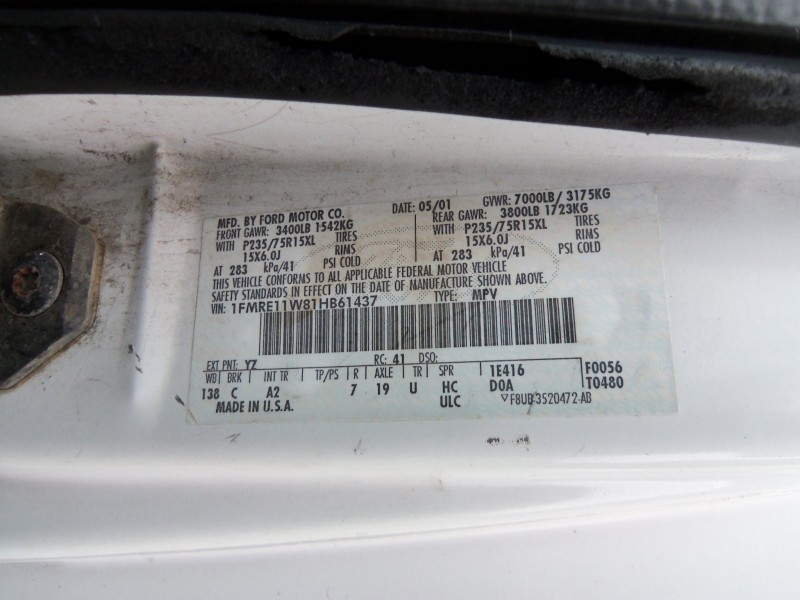 MFD. BY FORD MOTOR CO. DATE: 05/01 GVWR: 7000LB/ 3175KG
FRONT GAWR: 3400LB 1542KG REAR GAWR: 3800LB 1723KG
WITH P235/75R15XL TIRES WITH P235/75R15XL TIRES
15X6.0J RIMS 15X6.0J RIMS
AT 283 kPa/41 PSI COLD AT 283 kPa/41 PSI COLD
THIS VEHICLE CONFORMS TO ALL APPLICABLE FEDERAL MOTOR VEHICLE
SAFETY STANDARDS IN EFFECT ON THE DATE OF MANUFACTURE SHOWN ABOVE.
VIN: 1FMRE11W81HB61437 TYPE: MPV
EXT PNT: YZ RC: 41 DSO:
WB BRK INT TR TP/PS R AXLE TR SPR 1E416 F0056
138 C A2 7 19 U HC D0A T0480
MADE IN U.S.A. ULC F8UB-3520472-AB